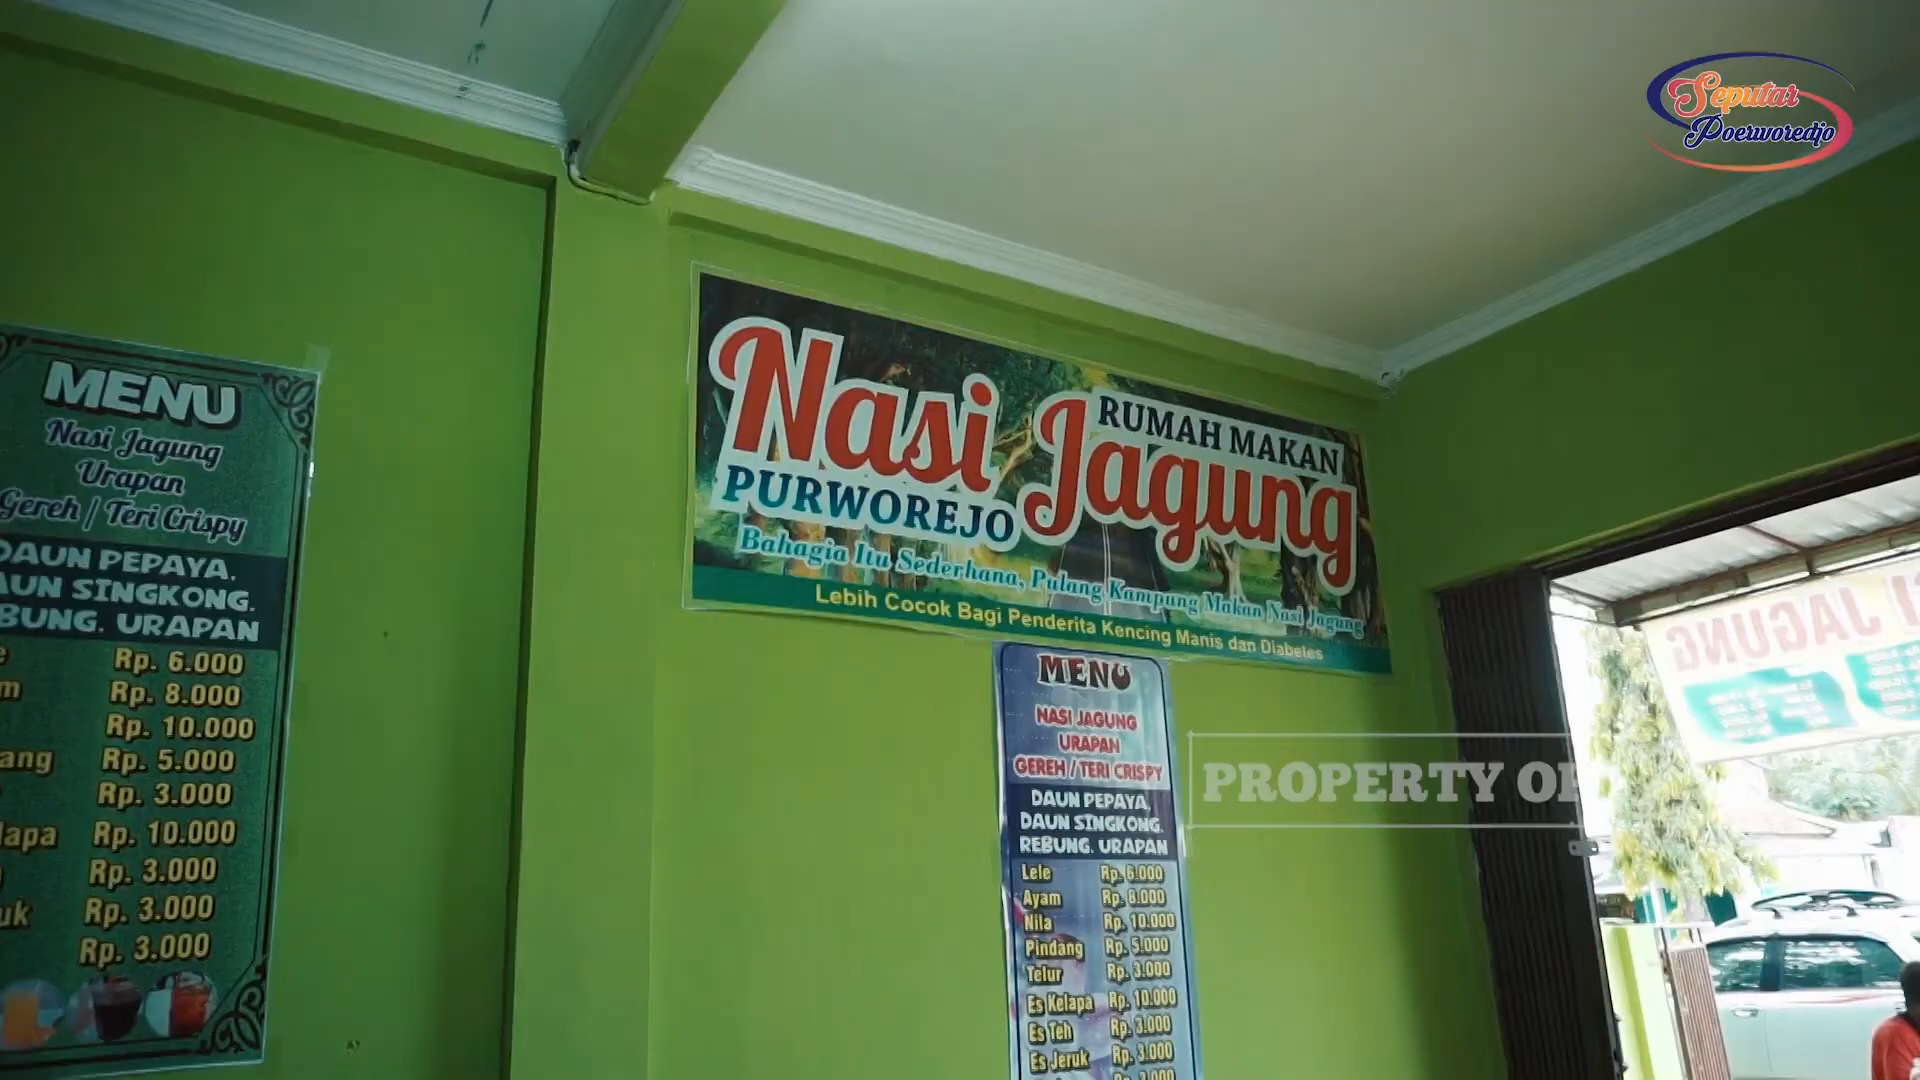 Seputar
Poerworedjo
MENU
Nasi Jagung
Urapan
Gereh / Teri Crispy
DAUN PEPAYA,
DAUN SINGKONG.
REBUNG. URAPAN
Rp. 6.000
Rp. 8.000
Rp. 10.000
Rp. 5.000
Rp. 3.000
Rp. 10.000
Rp. 3.000
Rp. 3.000
Rp. 3.000
RUMAH MAKAN
Nasi Jagung
PURWOREJO
Bahagia Itu Sederhana, Pulang Kampung Makan Nasi Jagung
Lebih Cocok Bagi Penderita Kencing Manis dan Diabetes
MENU
NASI JAGUNG
URAPAN
GEREH / TERI CRISPY
DAUN PEPAYA,
DAUN SINGKONG.
REBUNG. URAPAN
Lele Rp. 6.000
Ayam Rp. 8.000
Nila Rp. 10.000
Pindang Rp. 5.000
Telur Rp. 3.000
Es Kelapa Rp. 10.000
Es Teh Rp. 3.000
Es Jeruk Rp. 3.000
PROPERTY
JAGUNG